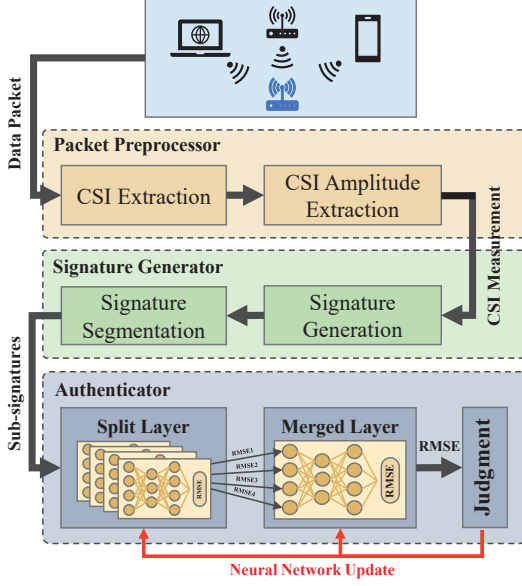 Data Packet
Packet Preprocessor
CSI Extraction
CSI Amplitude
Extraction
CSI Measurement
Signature Generator
Signature
Segmentation
Signature
Generation
Sub-signatures
Authenticator
Split Layer
RMSE
RMSE1
RMSE2
RMSE3
RMSE4
Merged Layer
RMSE
RMSE
Judgment
Neural Network Update